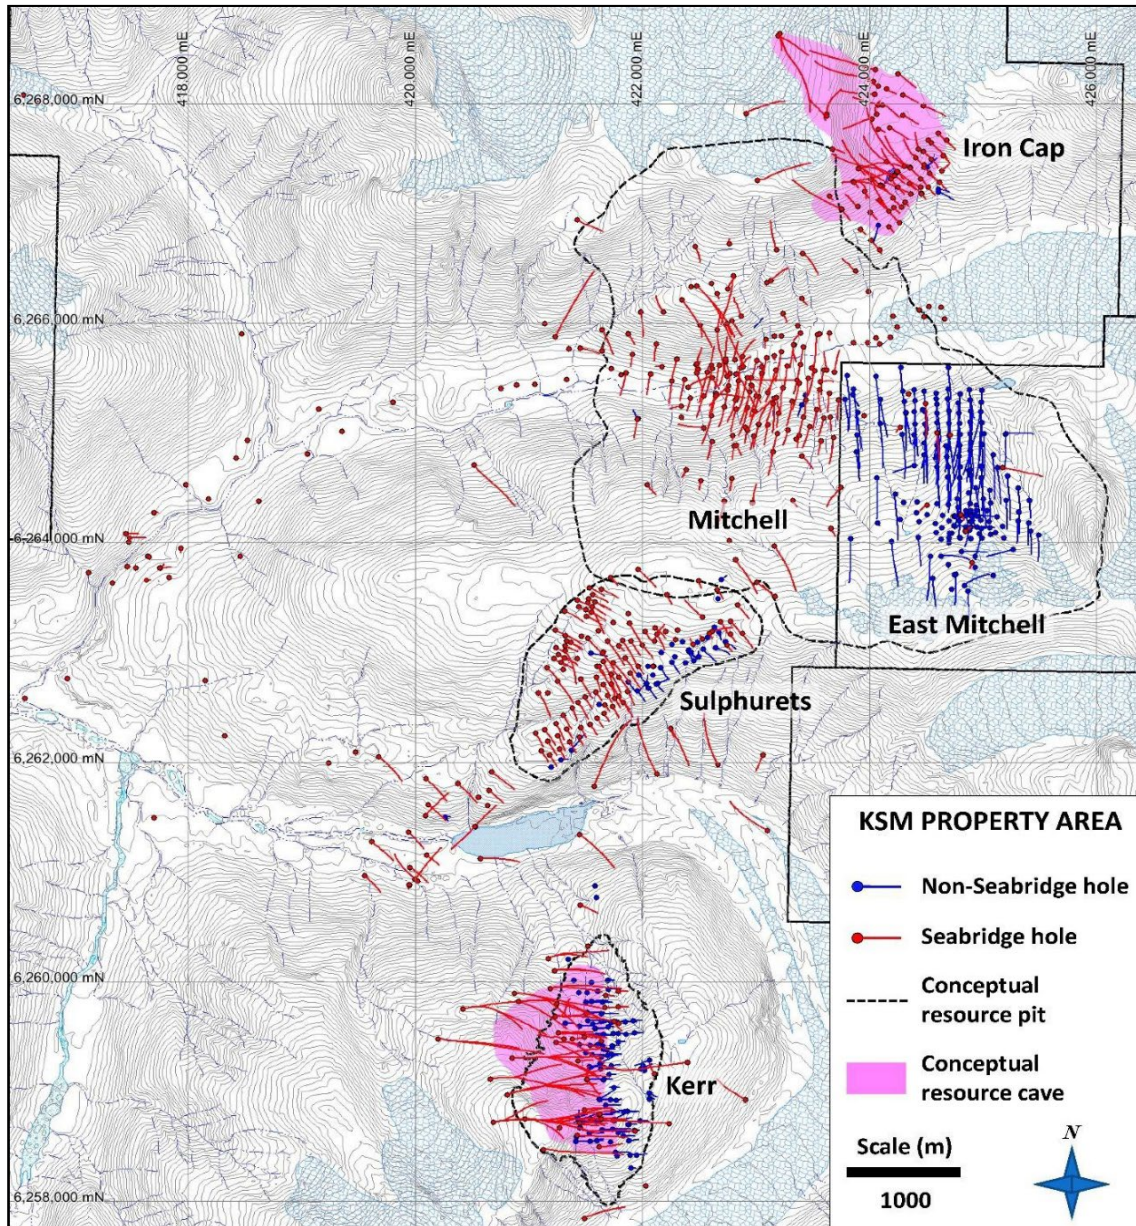 418,000 mE
420,000 mE
422,000 mE
424,000 mE
426,000 mE
6,268,000 mN
Iron Cap
6,266,000 mN
Mitchell
6,264,000 mN
East Mitchell
Sulphurets
6,262,000 mN
KSM PROPERTY AREA
Non-Seabridge hole
Seabridge hole
6,260,000 mN
Conceptual
resource pit
Kerr
Conceptual
resource cave
N
Scale (m)
1000
6,258,000 mN